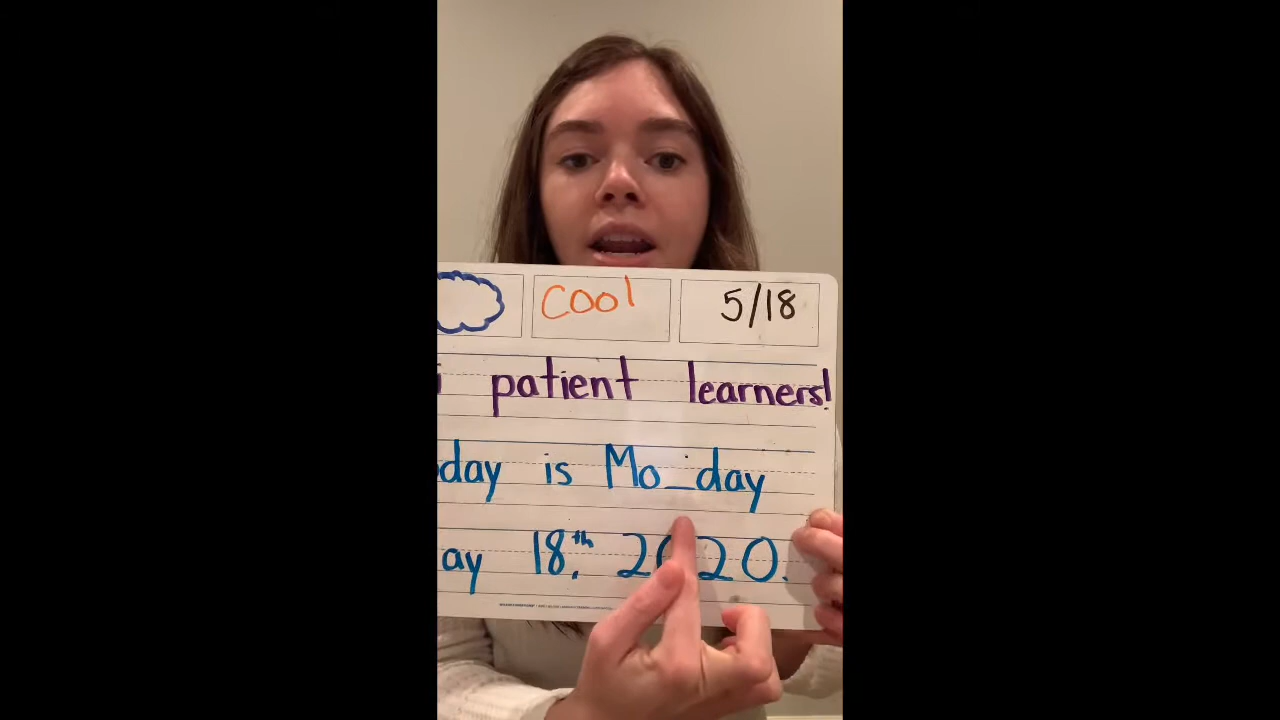 cool 5/18
i patient learners!
day is Mo_day
ay 18th, 2020.